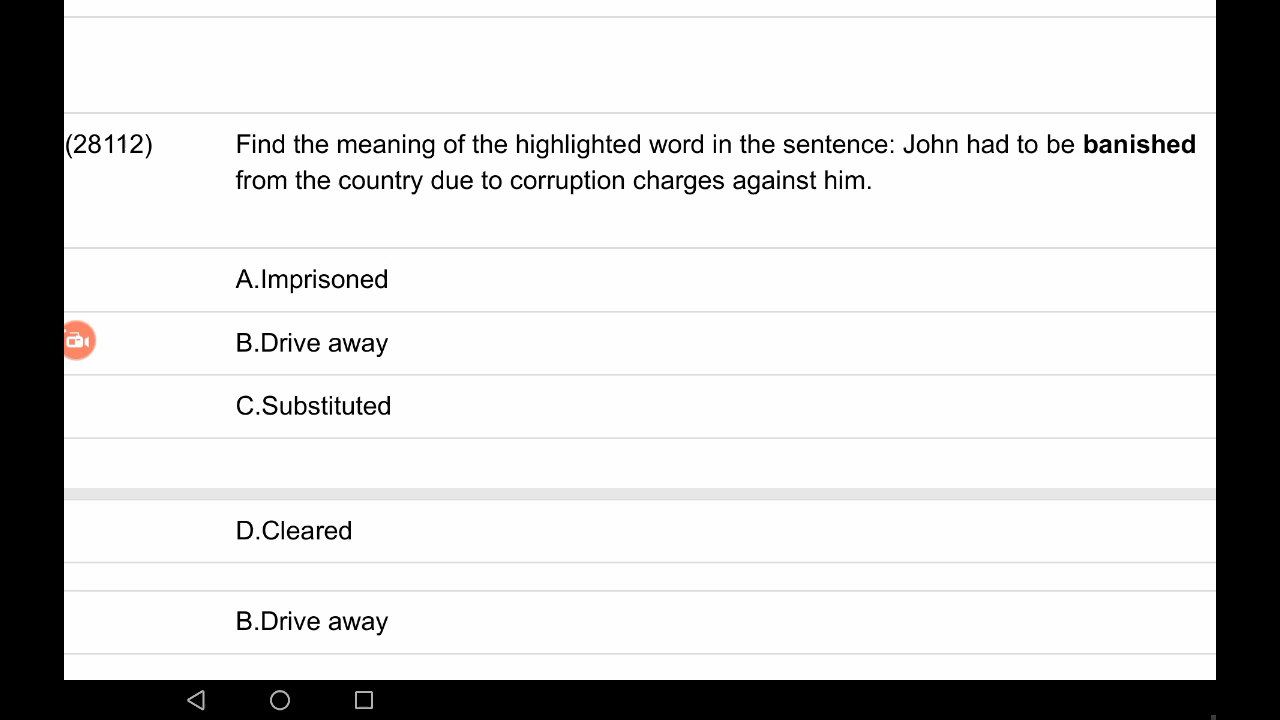 (28112) Find the meaning of the highlighted word in the sentence: John had to be banished
from the country due to corruption charges against him.
A.Imprisoned
B.Drive away
C.Substituted
D.Cleared
B.Drive away